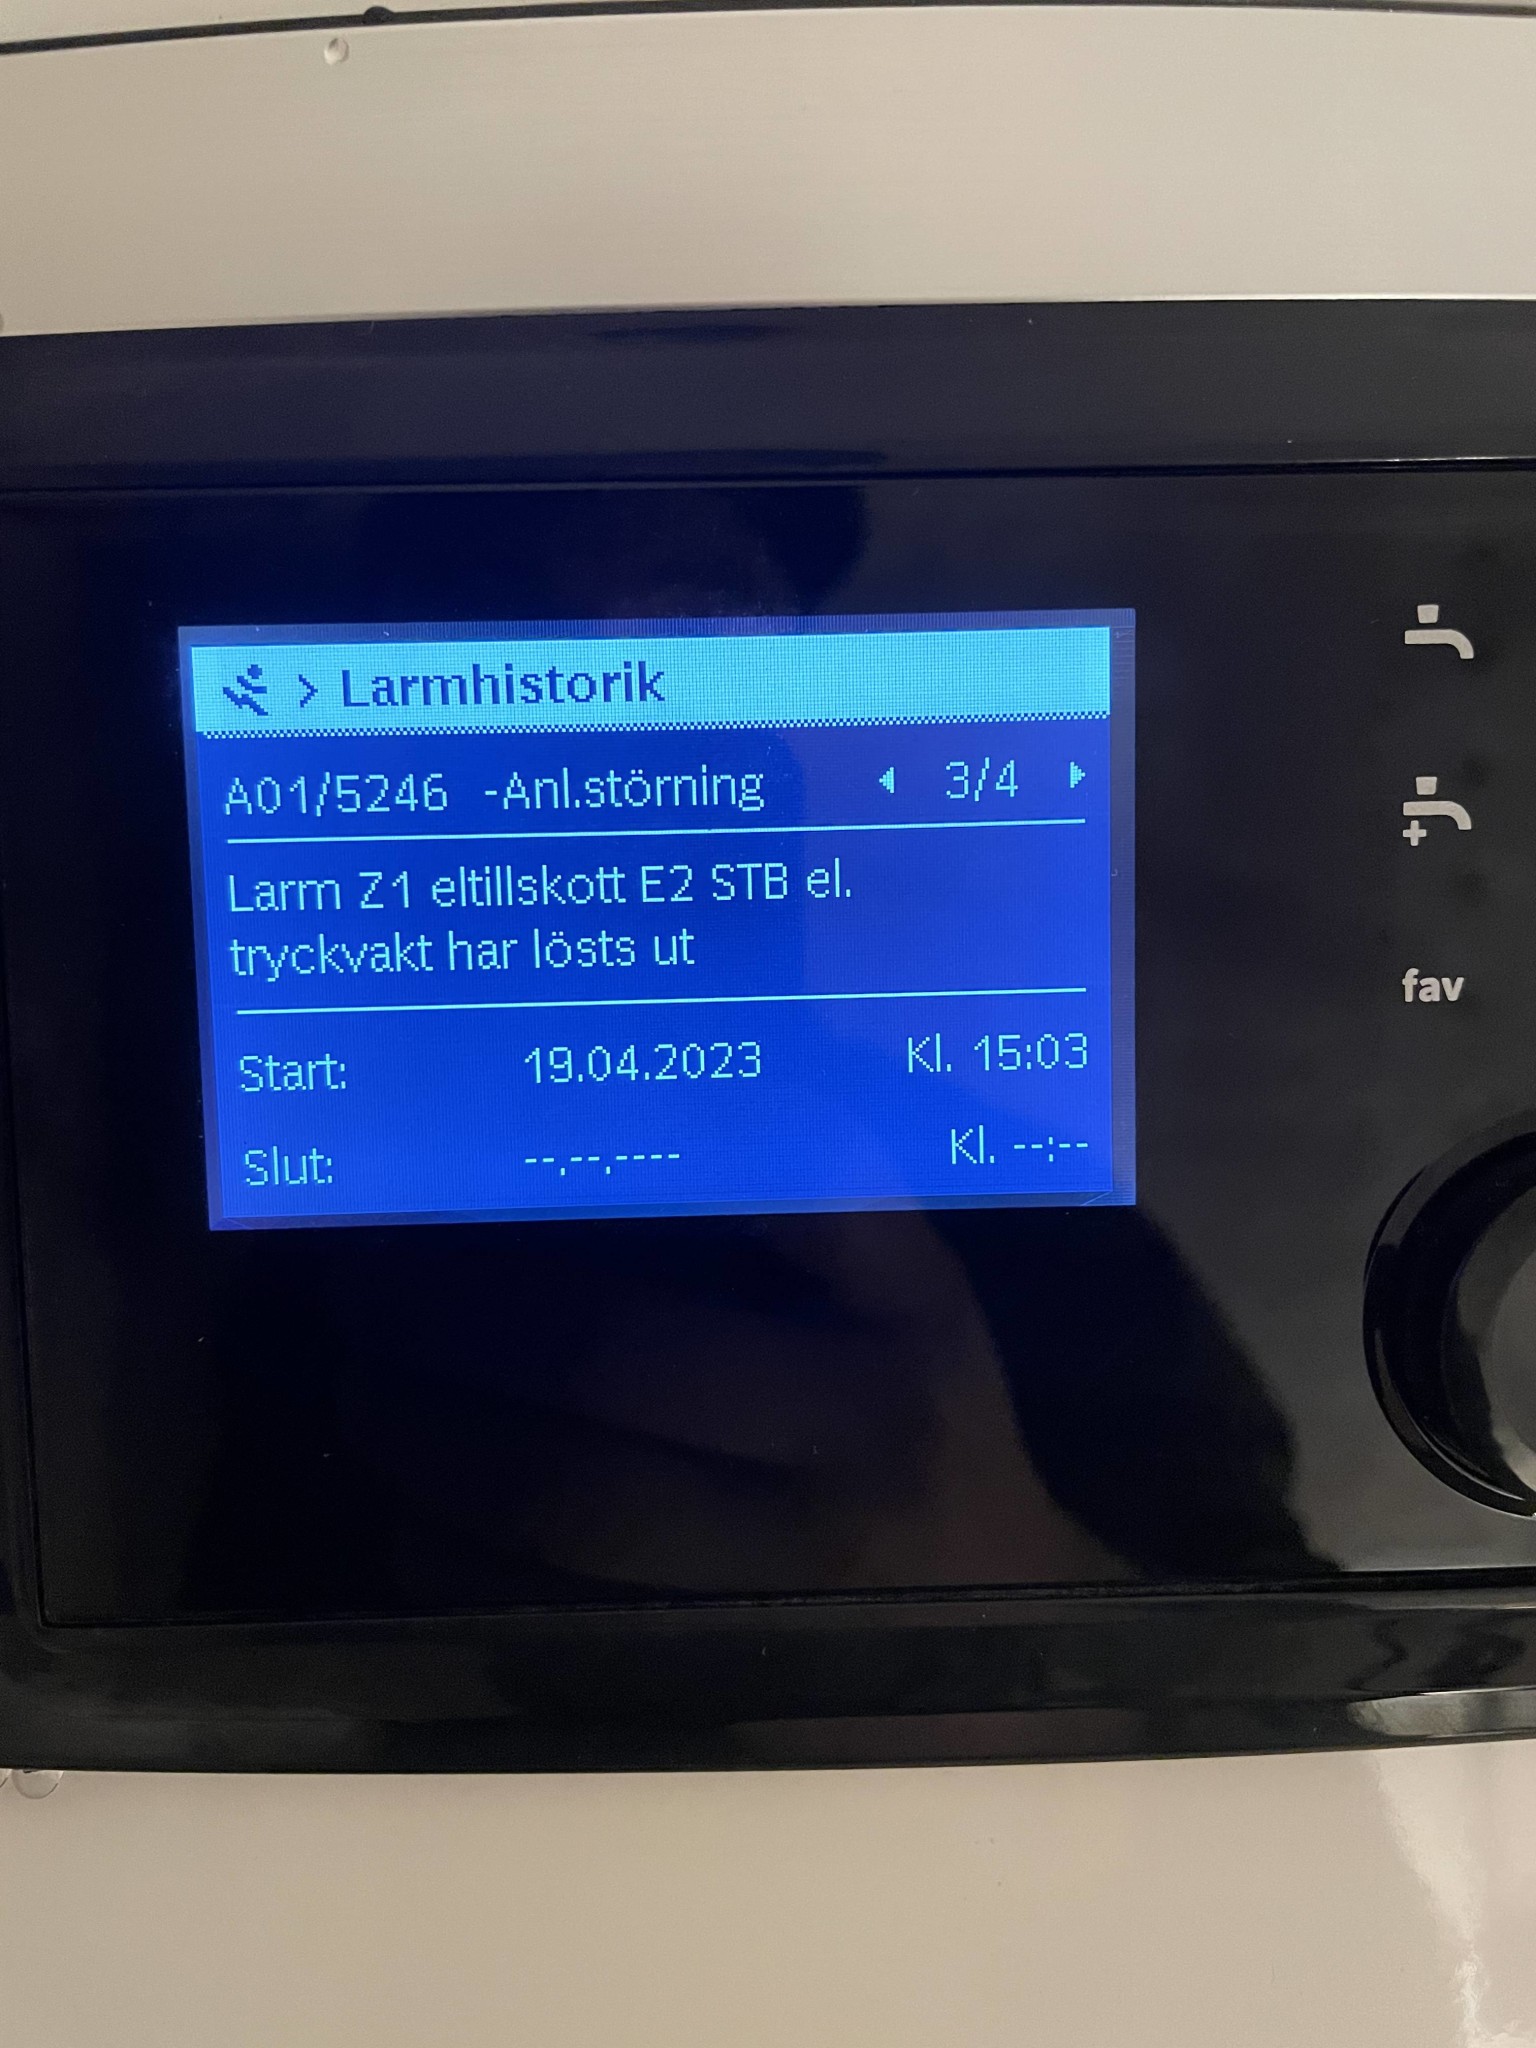 > Larmhistorik
A01/5246 -Anl.störning ◀ 3/4 ▶
Larm Z1 eltillskott E2 STB el.
tryckvakt har lösts ut
Start: 19.04.2023 Kl. 15:03
Slut: --.--.---- Kl. --:--
fav